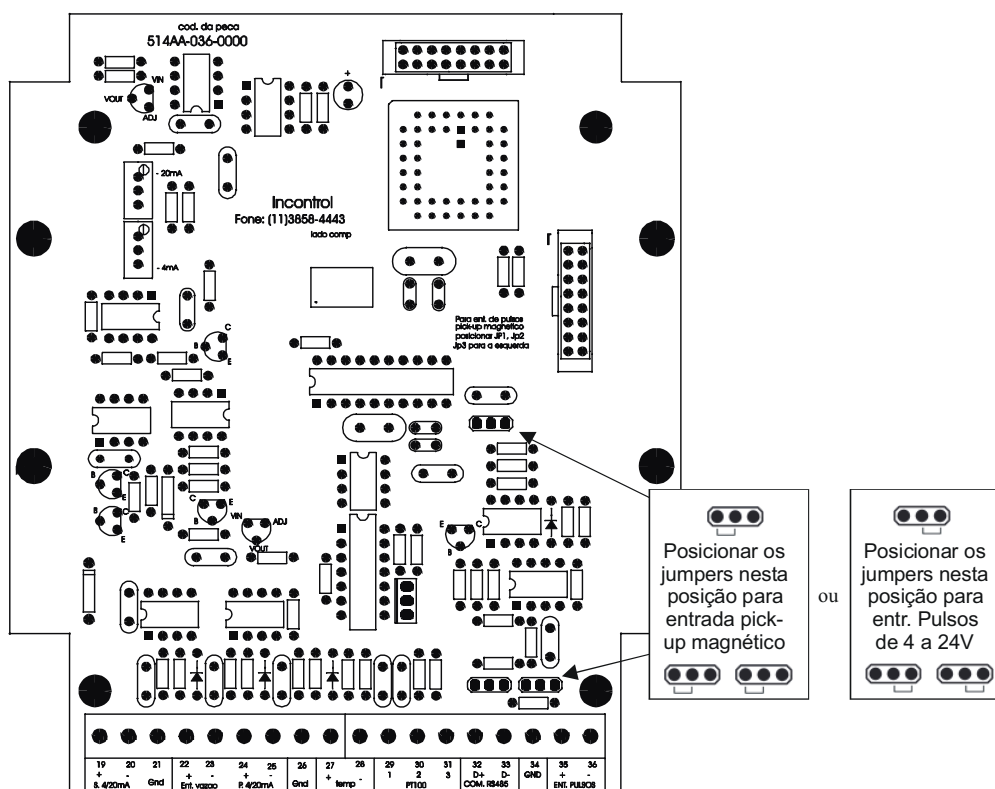 cod. da peca
514AA-036-0000
VIN
VOUT
ADJ
+
- 20mA
- 4mA
Incontrol
Fone: (11)3858-4443
lado comp
Para ent. de pulsos
pick-up magnetico
posicionar JP1, Jp2
Jp3 para a esquerda
C
B
E
B
C
E
B
C
E
C
E
B
VIN
ADJ
VOUT
E
C
B
Posicionar os
jumpers nesta
posição para
entrada pick-
up magnético
ou
Posicionar os
jumpers nesta
posição para
entr. Pulsos
de 4 a 24V
19 20 21 22 23 24 25 26 27 28 29 30 31 32 33 34 35 36
+ - Gnd + - + - Gnd + - 1 2 3 D+ D- GND + -
S. 4/20mA Ent. vazao P. 4/20mA temp PT100 COM. RS485 ENT. PULSOS